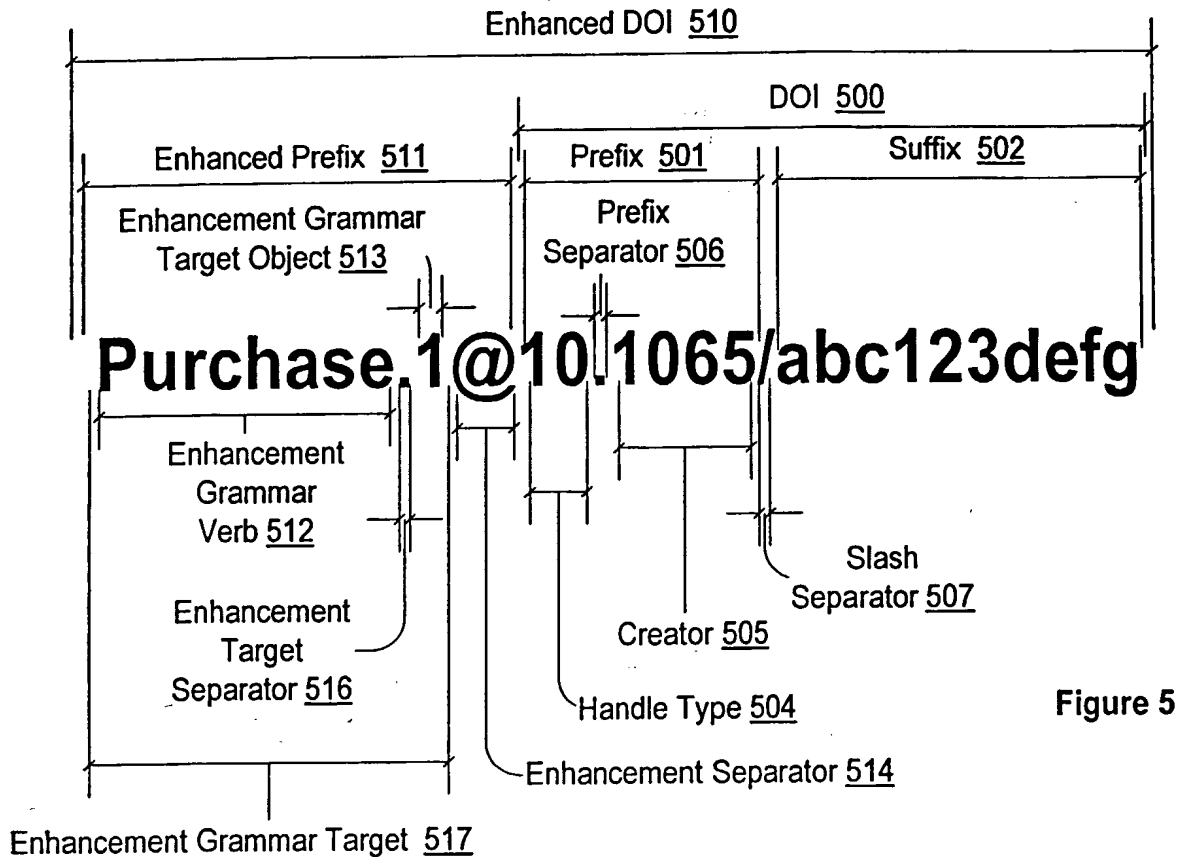 Enhanced DOI 510
DOI 500
Enhanced Prefix 511
Prefix 501
Suffix 502
Enhancement Grammar
Target Object 513
Prefix
Separator 506
Purchase.1@10.1065/abc123defg
Enhancement
Grammar
Verb 512
Slash
Separator 507
Enhancement
Target
Separator 516
Creator 505
Handle Type 504
Figure 5
Enhancement Separator 514
Enhancement Grammar Target 517